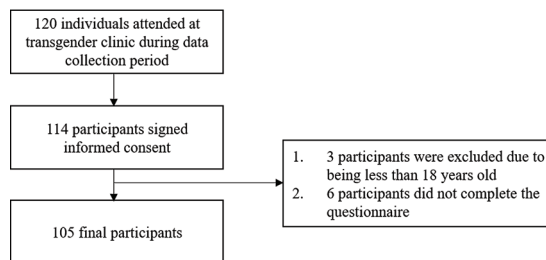 120 individuals attended at
transgender clinic during data
collection period
114 participants signed
informed consent
1. 3 participants were excluded due to
being less than 18 years old
2. 6 participants did not complete the
questionnaire
105 final participants